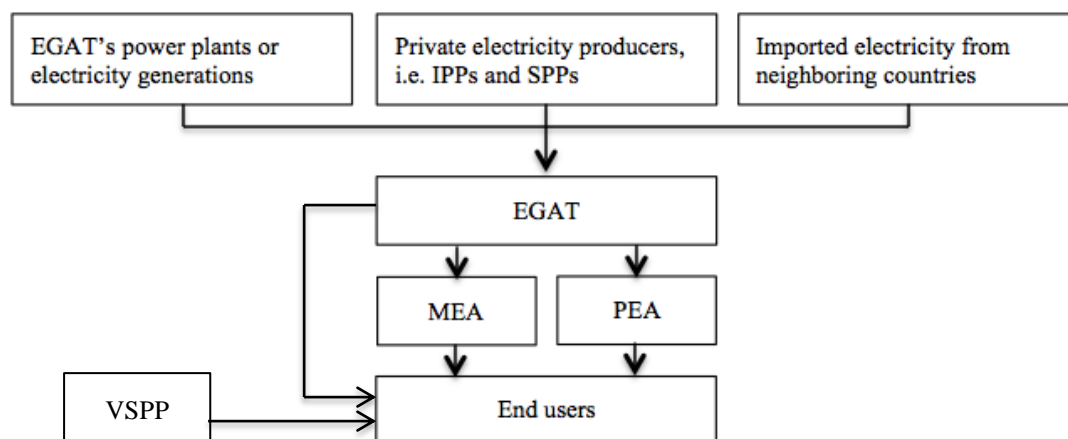 EGAT's power plants or
electricity generations
Private electricity producers,
i.e. IPPs and SPPs
Imported electricity from
neighboring countries
EGAT
MEA
PEA
VSPP
End users